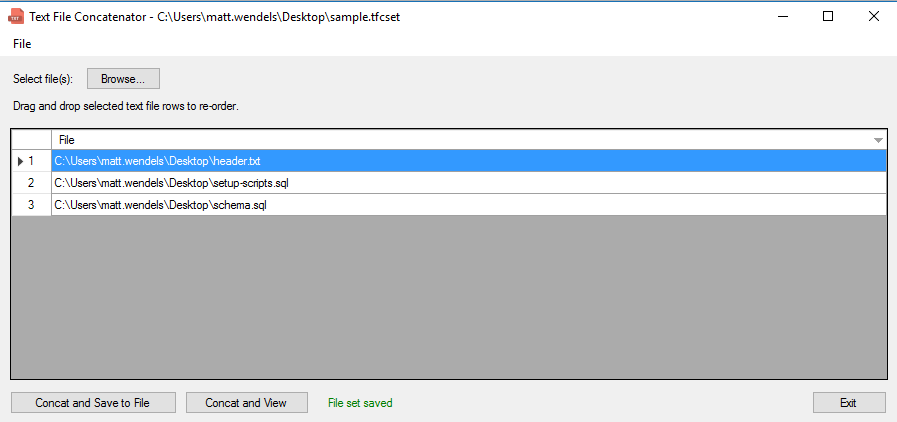 Text File Concatenator - C:\Users\matt.wendels\Desktop\sample.tfcset
File
Select file(s): Browse...
Drag and drop selected text file rows to re-order.
File
1 C:\Users\matt.wendels\Desktop\header.txt
2 C:\Users\matt.wendels\Desktop\setup-scripts.sql
3 C:\Users\matt.wendels\Desktop\schema.sql
Concat and Save to File Concat and View File set saved Exit